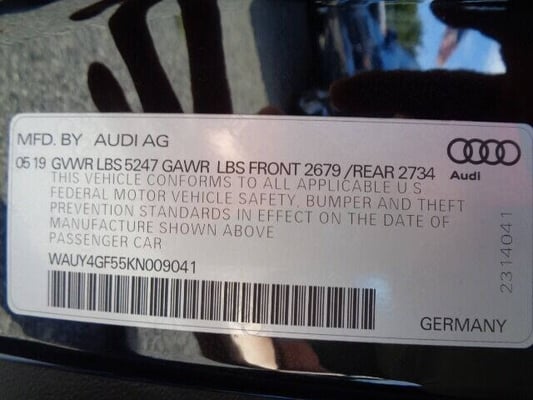 MFD. BY AUDI AG
05 19 GVWR LBS 5247 GAWR LBS FRONT 2679 /REAR 2734
Audi
THIS VEHICLE CONFORMS TO ALL APPLICABLE U S
FEDERAL MOTOR VEHICLE SAFETY, BUMPER AND THEFT
PREVENTION STANDARDS IN EFFECT ON THE DATE OF
MANUFACTURE SHOWN ABOVE
PASSENGER CAR
WAUY4GF55KN009041
2314041
GERMANY